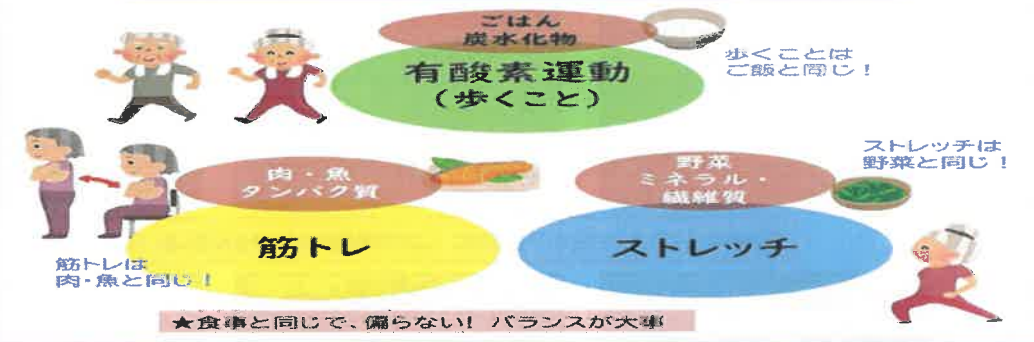 ごはん
炭水化物
有酸素運動
(歩くこと)
歩くことは
ご飯と同じ!
肉・魚
タンパク質
筋トレ
筋トレは
肉・魚と同じ!
野菜
ミネラル・
繊維質
ストレッチ
ストレッチは
野菜と同じ!
★食事と同じで、偏らない! バランスが大事